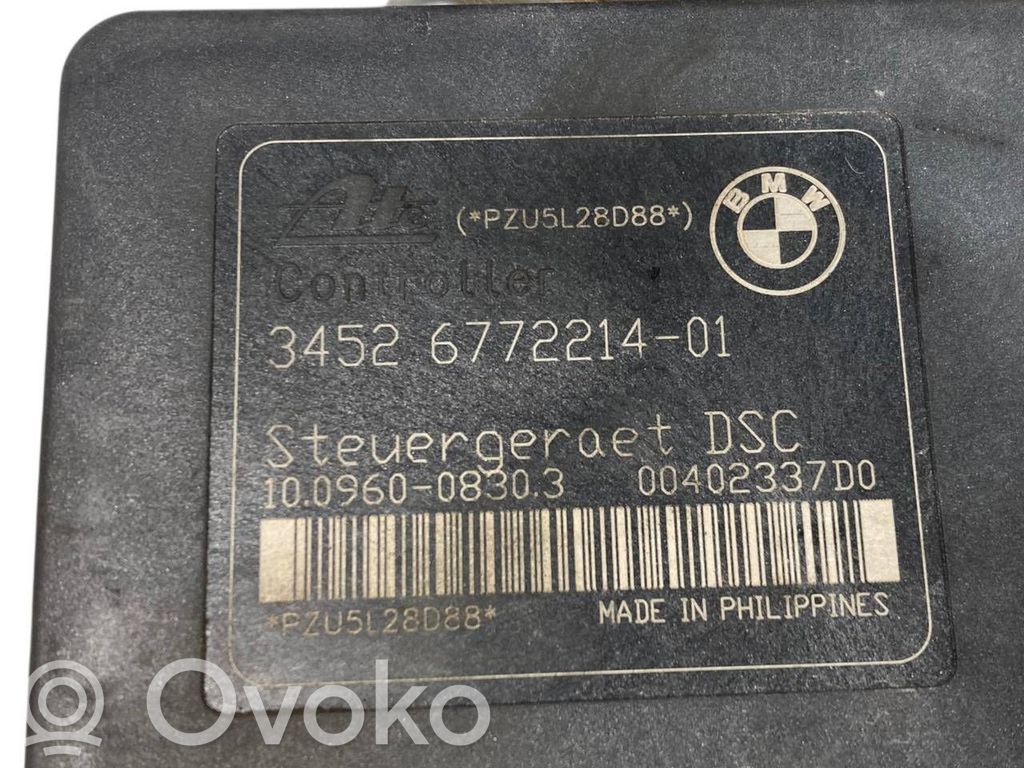 Ate (*PZU5L28D88*) BMW
Controller
3452 6772214-01
Steuergeraet DSC
10.0960-0830.3 00402337D0
*PZU5L28D88* MADE IN PHILIPPINES
Ovoko